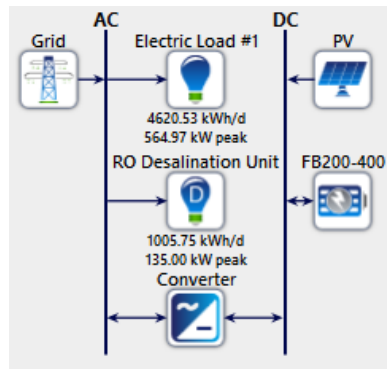 AC DC
Grid Electric Load #1 PV
4620.53 kWh/d
564.97 kW peak
RO Desalination Unit FB200-400
D
1005.75 kWh/d
135.00 kW peak
Converter